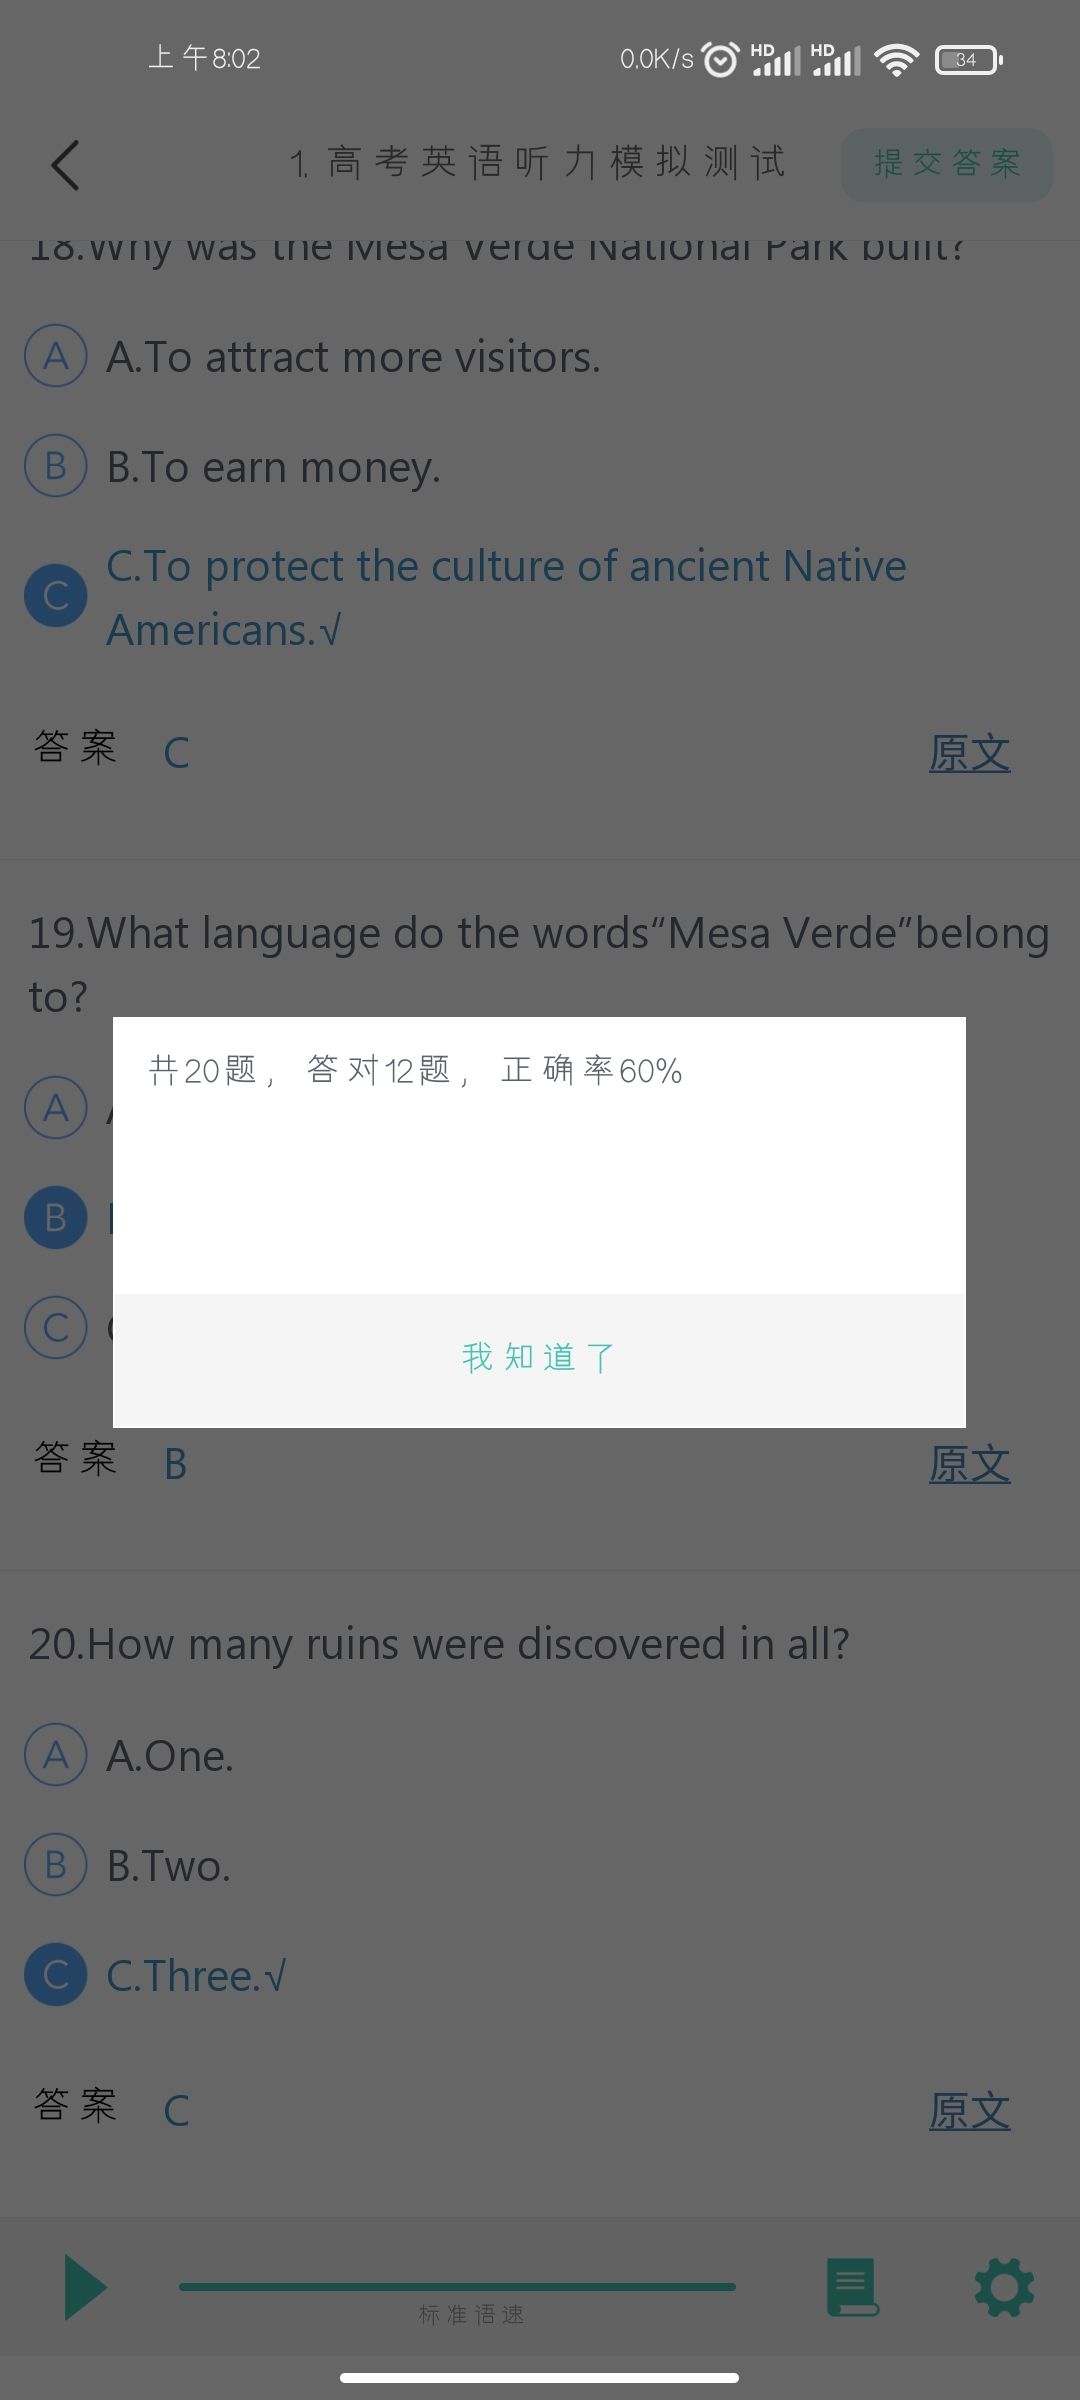 上午8:02
0.0K/s
HD
HD
34
1. 高考英语听力模拟测试
提交答案
18.Why was the Mesa Verde National Park built?
A
A.To attract more visitors.
B
B.To earn money.
C
C.To protect the culture of ancient Native
Americans.√
答案 C 原文
19.What language do the words“Mesa Verde”belong
to?
共20题，答对12题，正确率60%
A
B
C
我知道了
答案 B 原文
20.How many ruins were discovered in all?
A
A.One.
B
B.Two.
C
C.Three.√
答案 C 原文
标准语速